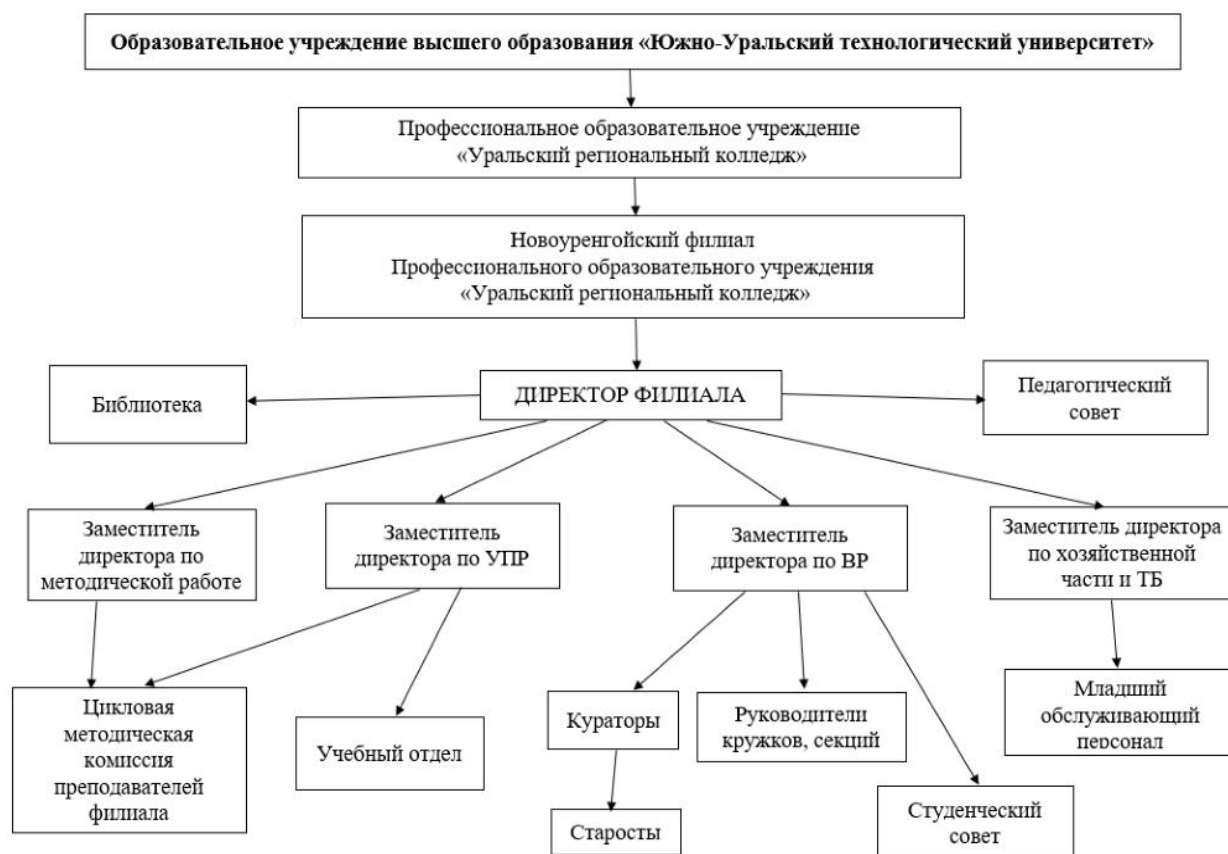 Образовательное учреждение высшего образования «Южно-Уральский технологический университет»
Профессиональное образовательное учреждение
«Уральский региональный колледж»
Новоуренгойский филиал
Профессионального образовательного учреждения
«Уральский региональный колледж»
Библиотека
ДИРЕКТОР ФИЛИАЛА
Педагогический
совет
Заместитель
директора по
методической работе
Заместитель
директора по УПР
Заместитель
директора по ВР
Заместитель директора
по хозяйственной
части и ТБ
Цикловая
методическая
комиссия
преподавателей
филиала
Учебный отдел
Кураторы
Руководители
кружков, секций
Младший
обслуживающий
персонал
Старосты
Студенческий
совет